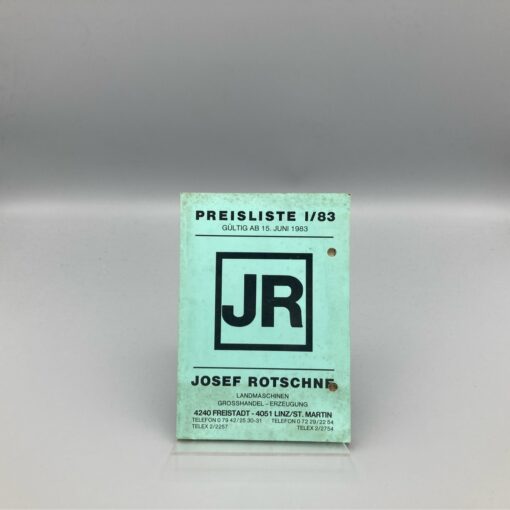 PREISLISTE I/83
GÜLTIG AB 15. JUNI 1983
JR
JOSEF ROTSCHNE
LANDMASCHINEN
GROSSHANDEL - ERZEUGUNG
4240 FREISTADT - 4051 LINZ/ST. MARTIN
TELEFON 0 79 42/25 30-31 TELEFON 0 72 29/22 64
TELEX 2/2257 TELEX 2/2754